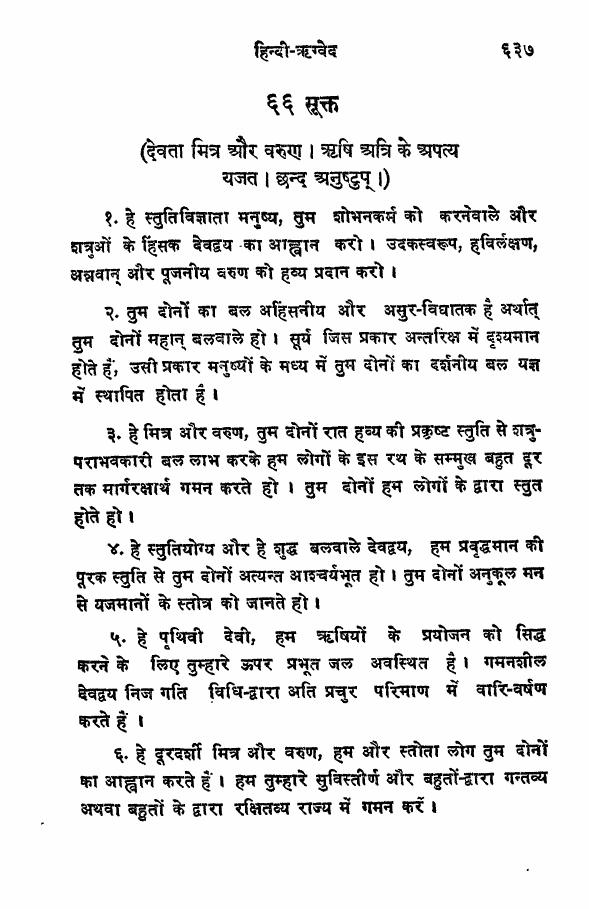 हिन्दी-ऋग्वेद ६३७
६६ सूक्त
(देवता मित्र और वरुण । ऋषि अत्रि के अपत्य
यजत । छन्द अनुष्टुप् ।)
१. हे स्तुतिविज्ञाता मनुष्य, तुम शोभनकर्म को करनेवाले और
शत्रुओं के हिंसक देवद्वय का आह्वान करो । उदकस्वरूप, हविर्लक्षण,
अन्नवान् और पूजनीय वरुण को हव्य प्रदान करो ।
२. तुम दोनों का बल अहिंसनीय और असुर-विघातक है अर्थात्
तुम दोनों महान् बलवाले हो । सूर्य जिस प्रकार अन्तरिक्ष में दृश्यमान
होते हैं, उसी प्रकार मनुष्यों के मध्य में तुम दोनों का दर्शनीय बल यज्ञ
में स्थापित होता है ।
३. हे मित्र और वरुण, तुम दोनों रात हव्य की प्रकृष्ट स्तुति से शत्रु-
पराभवकारी बल लाभ करके हम लोगों के इस रथ के सम्मुख बहुत दूर
तक मार्गरक्षार्थ गमन करते हो । तुम दोनों हम लोगों के द्वारा स्तुत
होते हो ।
४. हे स्तुतियोग्य और हे शुद्ध बलवाले देवद्वय, हम प्रवृद्धमान की
पूरक स्तुति से तुम दोनों अत्यन्त आश्चर्यभूत हो । तुम दोनों अनुकूल मन
से यजमानों के स्तोत्र को जानते हो ।
५. हे पृथिवी देवी, हम ऋषियों के प्रयोजन को सिद्ध
करने के लिए तुम्हारे ऊपर प्रभूत जल अवस्थित है । गमनशील
देवद्वय निज गति विधि-द्वारा अति प्रचुर परिमाण में वारि-वर्षण
करते हैं ।
६. हे दूरदर्शी मित्र और वरुण, हम और स्तोता लोग तुम दोनों
का आह्वान करते हैं । हम तुम्हारे सुविस्तीर्ण और बहुतों-द्वारा गन्तव्य
अथवा बहुतों के द्वारा रक्षितव्य राज्य में गमन करें ।